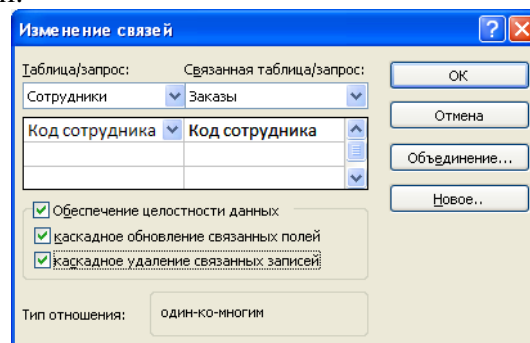 Изменение связей
Таблица/запрос: Связанная таблица/запрос:
Сотрудники Заказы
Код сотрудника Код сотрудника
Обеспечение целостности данных
каскадное обновление связанных полей
каскадное удаление связанных записей
Тип отношения: один-ко-многим
ОК
Отмена
Объединение...
Новое..